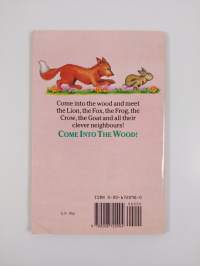 Come into the wood and meet
the Lion, the Fox, the Frog, the
Crow, the Goat and all their
clever neighbours!
COME INTO THE WOOD!